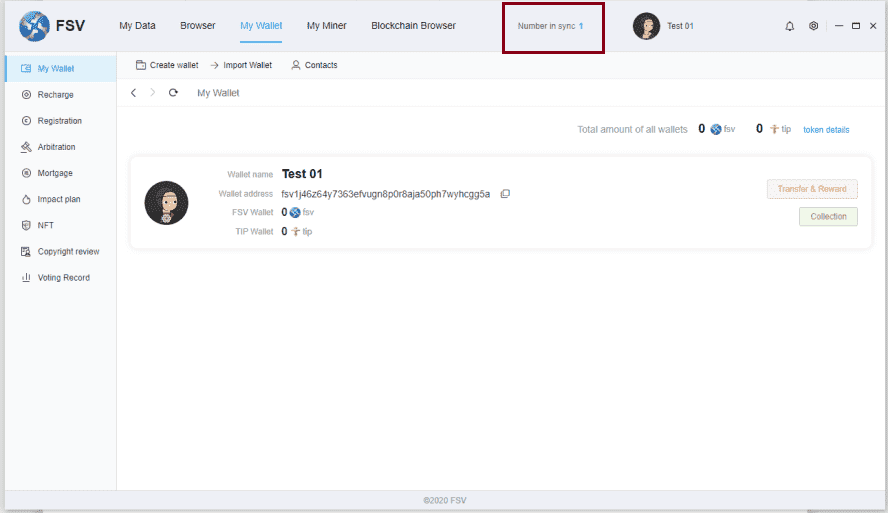 FSV My Data Browser My Wallet My Miner Blockchain Browser Number in sync 1 Test 01
My Wallet
Recharge
Registration
Arbitration
Mortgage
Impact plan
NFT
Copyright review
Voting Record
Create wallet Import Wallet Contacts
My Wallet
Total amount of all wallets 0 fsv 0 tip token details
Wallet name Test 01
Wallet address fsv1j46z64y7363efvugn8p0r8aja50ph7wyhcgg5a
FSV Wallet 0 fsv
TIP Wallet 0 tip
Transfer & Reward
Collection
©2020 FSV